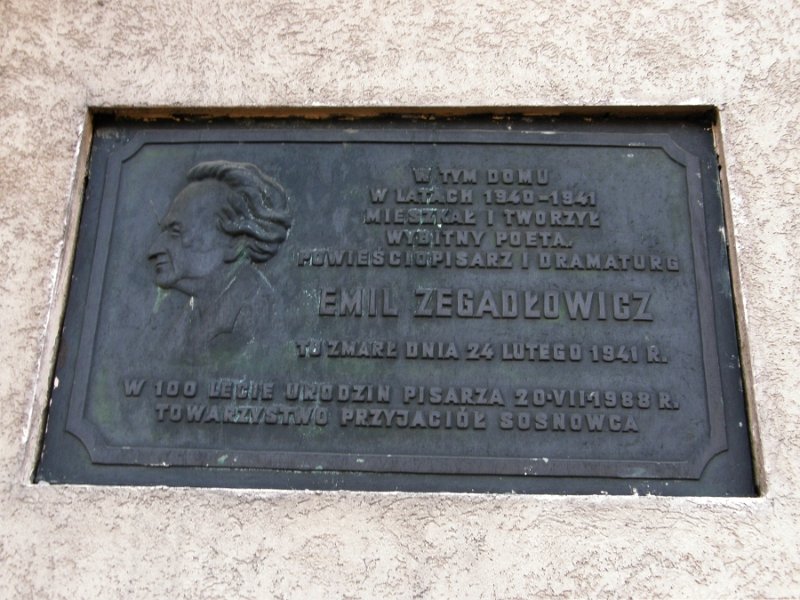 W TYM DOMU
W LATACH 1940-1941
MIESZKAŁ I TWORZYŁ
WYBITNY POETA,
POWIEŚCIOPISARZ I DRAMATURG
EMIL ZEGADŁOWICZ
TU ZMARŁ DNIA 24 LUTEGO 1941 R.
W 100 LECIE URODZIN PISARZA 20·VII·1988 R.
TOWARZYSTWO PRZYJACIÓŁ SOSNOWCA